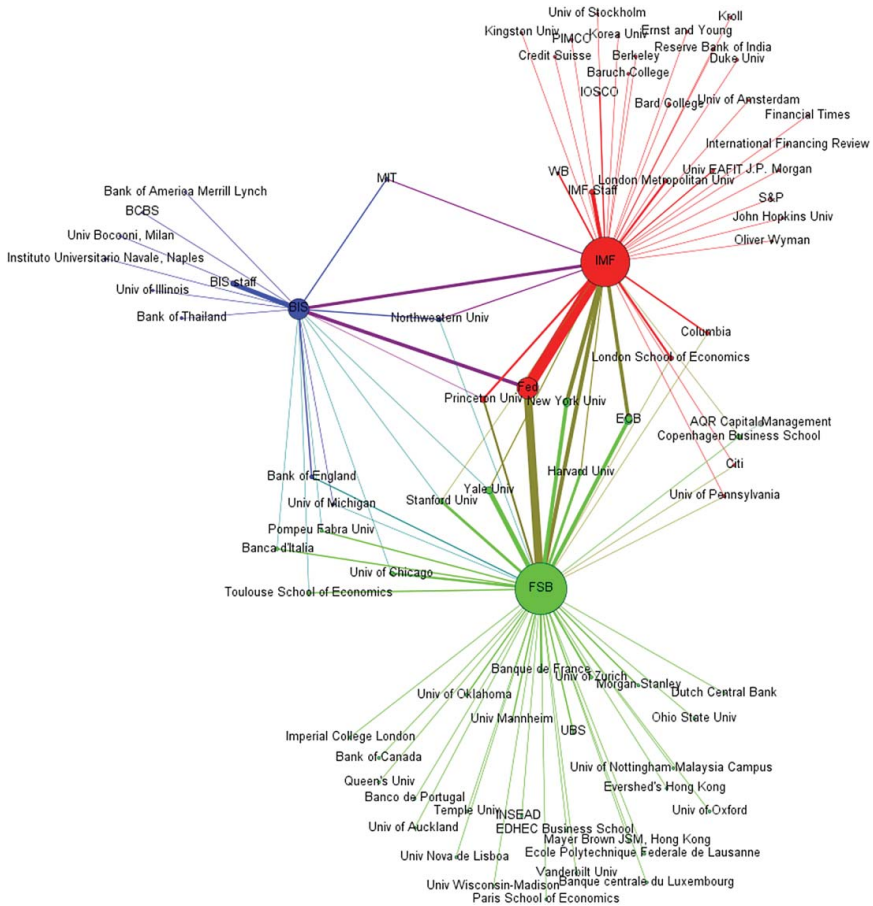 Univ of Stockholm
Kroll
Kingston Univ
PIMCO
Korea Univ
Ernst and Young
Credit Suisse
Berkeley
Reserve Bank of India
Duke Univ
Baruch College
IOSCO
Bard College
Univ of Amsterdam
Financial Times
International Financing Review
WB
Univ EAFIT
J.P. Morgan
MIT
IMF Staff
London Metropolitan Univ
Bank of America Merrill Lynch
S&P
BCBS
John Hopkins Univ
Univ Bocconi, Milan
Oliver Wyman
Instituto Universitario Navale, Naples
IMF
BIS staff
Univ of Illinois
BIS
Bank of Thailand
Northwestern Univ
Columbia
London School of Economics
Fed
Princeton Univ
New York Univ
ECB
AQR Capital Management
Copenhagen Business School
Citi
Bank of England
Harvard Univ
Yale Univ
Univ of Michigan
Stanford Univ
Univ of Pennsylvania
Pompeu Fabra Univ
Banca d'Italia
Univ of Chicago
Toulouse School of Economics
FSB
Banque de France
Univ of Zurich
Morgan Stanley
Dutch Central Bank
Univ of Oklahoma
Univ Mannheim
Ohio State Univ
UBS
Imperial College London
Bank of Canada
Univ of Nottingham-Malaysia Campus
Queen's Univ
Evershed's Hong Kong
Banco de Portugal
Temple Univ
INSEAD
Univ of Oxford
Univ of Auckland
EDHEC Business School
Mayer Brown JSM, Hong Kong
Univ Nova de Lisboa
Ecole Polytechnique Federale de Lausanne
Vanderbilt Univ
Univ Wisconsin-Madison
Banque centrale du Luxembourg
Paris School of Economics